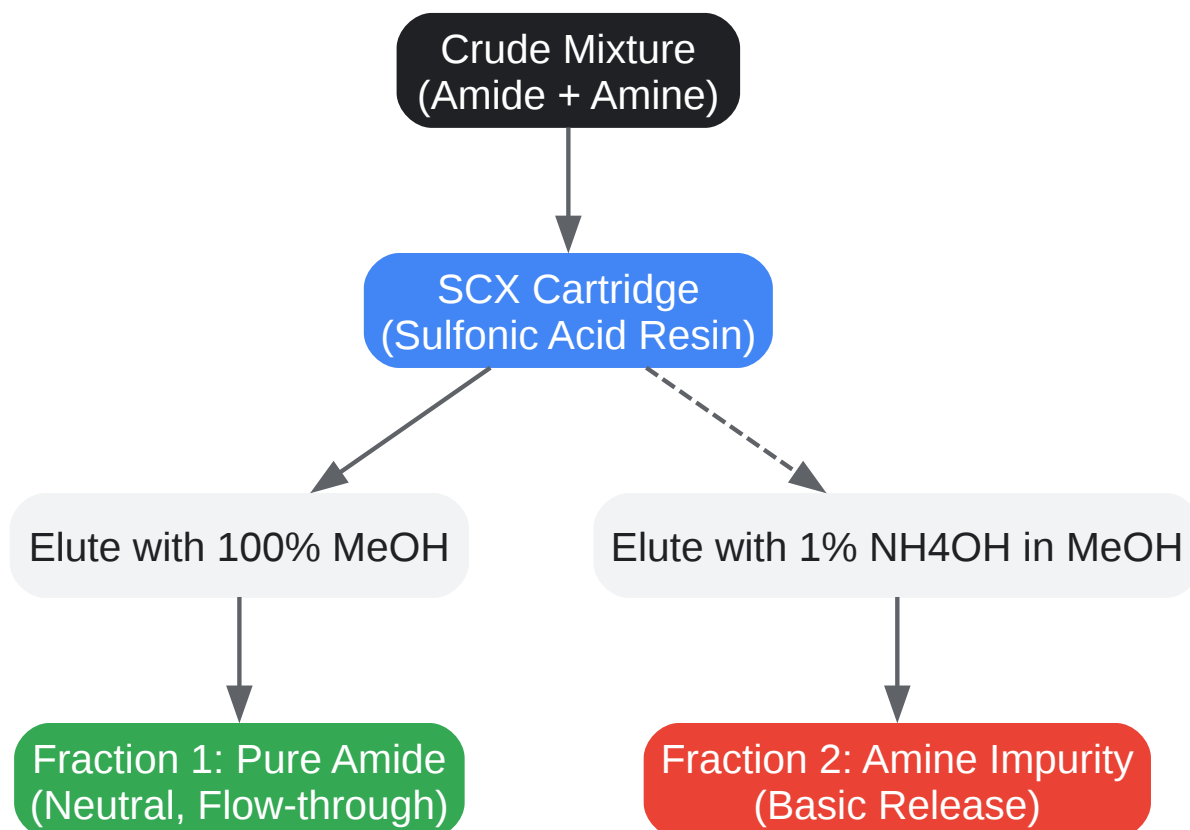 Crude Mixture
(Amide + Amine)
SCX Cartridge
(Sulfonic Acid Resin)
Elute with 100% MeOH
Elute with 1% NH4OH in MeOH
Fraction 1: Pure Amide
(Neutral, Flow-through)
Fraction 2: Amine Impurity
(Basic Release)